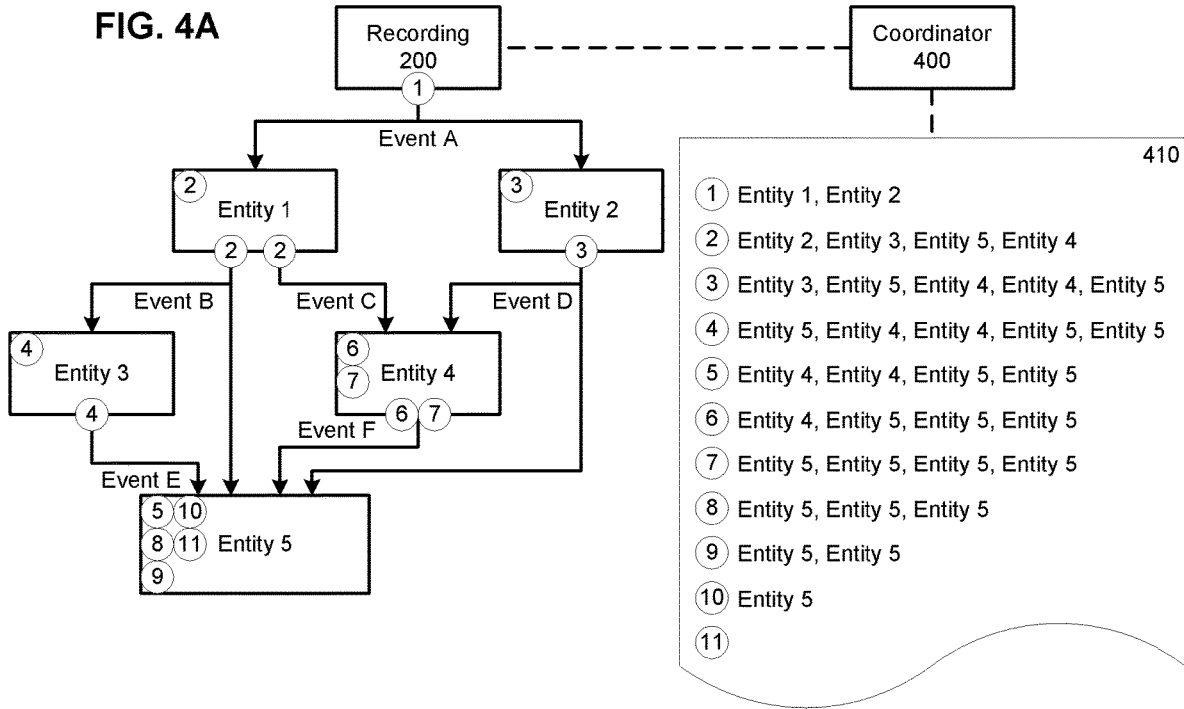 FIG. 4A
Recording
200
Coordinator
400
1
Event A
410
2
Entity 1
2
2
3
Entity 2
3
Event B
Event C
Event D
4
Entity 3
4
6
7
Entity 4
6
7
Event F
Event E
5
10
8
11
9
Entity 5
1 Entity 1, Entity 2
2 Entity 2, Entity 3, Entity 5, Entity 4
3 Entity 3, Entity 5, Entity 4, Entity 4, Entity 5
4 Entity 5, Entity 4, Entity 4, Entity 5, Entity 5
5 Entity 4, Entity 4, Entity 5, Entity 5
6 Entity 4, Entity 5, Entity 5, Entity 5
7 Entity 5, Entity 5, Entity 5, Entity 5
8 Entity 5, Entity 5, Entity 5
9 Entity 5, Entity 5
10 Entity 5
11